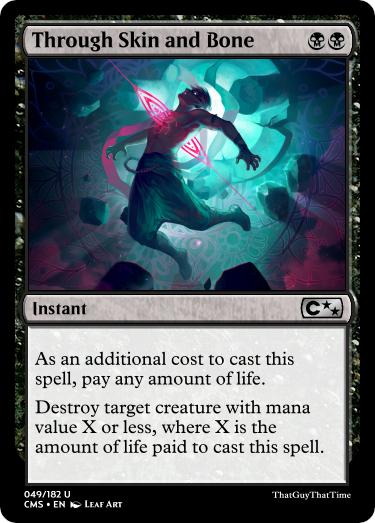 Through Skin and Bone
Instant
C
As an additional cost to cast this
spell, pay any amount of life.
Destroy target creature with mana
value X or less, where X is the
amount of life paid to cast this spell.
049/182 U
CMS • EN Leaf Art
ThatGuyThatTime